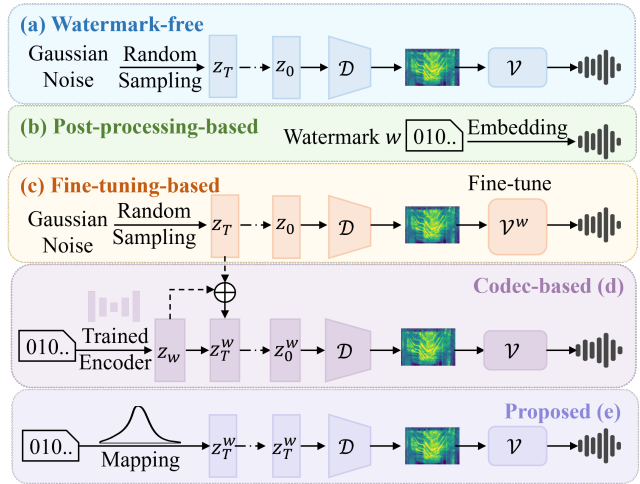 (a) Watermark-free
Gaussian Noise
Random Sampling
z_T
z_0
𝒟
𝒱
(b) Post-processing-based
Watermark w
010..
Embedding
(c) Fine-tuning-based
Gaussian Noise
Random Sampling
z_T
z_0
𝒟
Fine-tune
𝒱^w
Codec-based (d)
010..
Trained Encoder
z_w
z_T^w
z_0^w
𝒟
𝒱
Proposed (e)
010..
Mapping
z_T^w
z_T^w
𝒟
𝒱